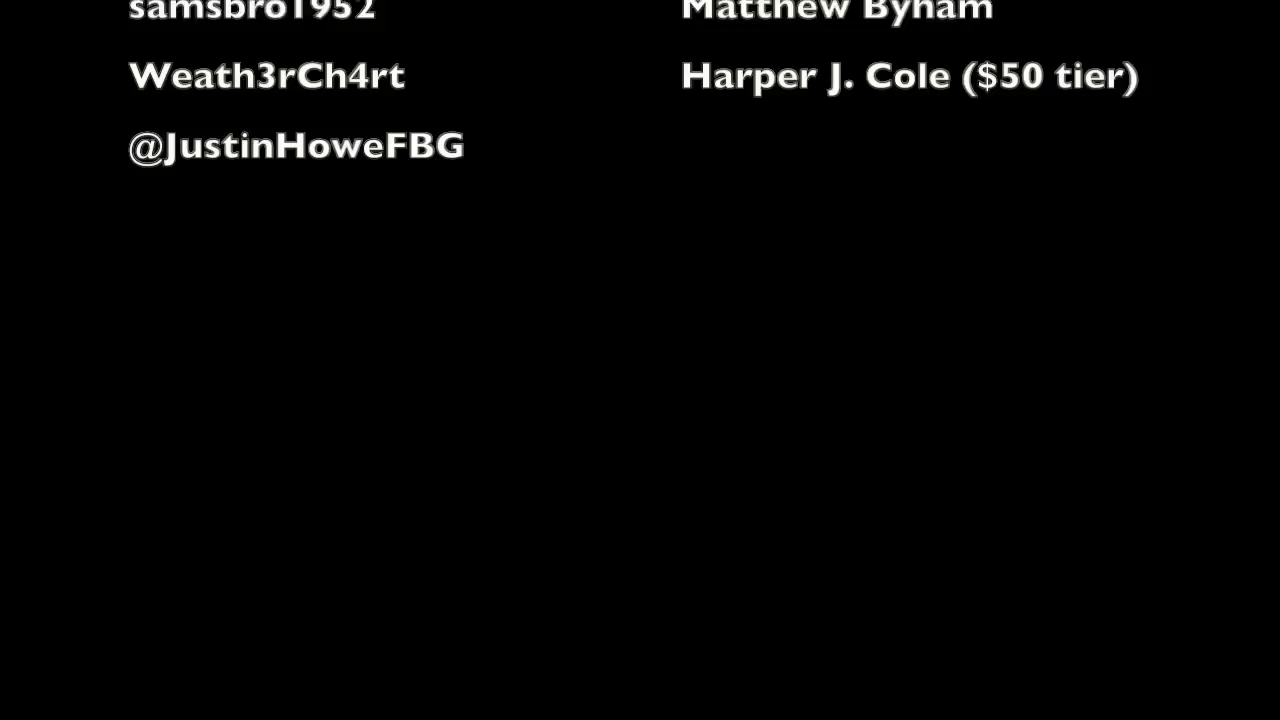 samsbro1952
Weath3rCh4rt
@JustinHoweFBG
Matthew Byham
Harper J. Cole ($50 tier)